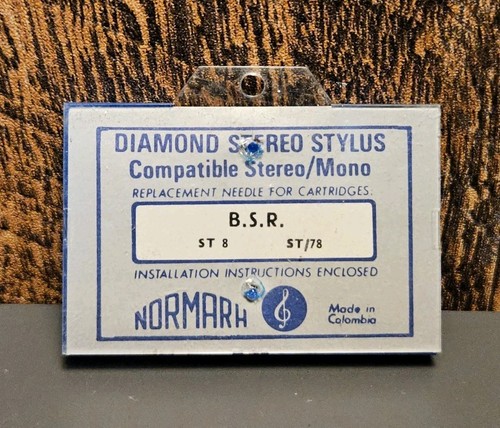 DIAMOND STEREO STYLUS
Compatible Stereo/Mono
REPLACEMENT NEEDLE FOR CARTRIDGES.
B.S.R.
ST 8 ST/78
INSTALLATION INSTRUCTIONS ENCLOSED
NORMARH
Made in
Colombia